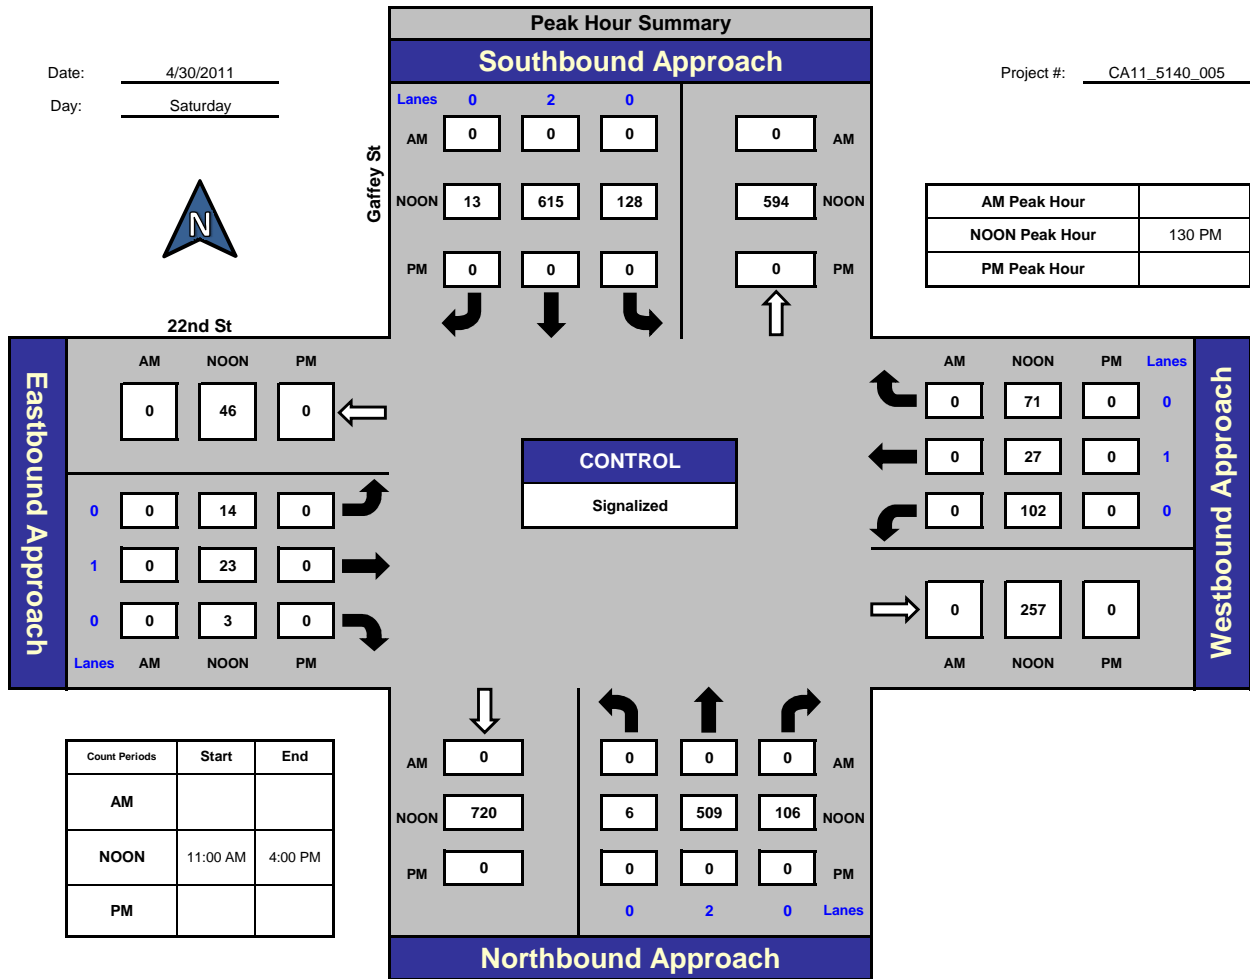 Peak Hour Summary
Southbound Approach
Date: 4/30/2011
Day: Saturday
Project #: CA11_5140_005
Lanes 0 2 0
AM 0 0 0 0 AM
Gaffey St
NOON 13 615 128 594 NOON
PM 0 0 0 0 PM
N
AM Peak Hour
NOON Peak Hour 130 PM
PM Peak Hour
22nd St
Eastbound Approach
AM NOON PM
0 46 0
0 0 14 0
1 0 23 0
0 0 3 0
Lanes AM NOON PM
CONTROL
Signalized
AM NOON PM Lanes
0 71 0 0
0 27 0 1
0 102 0 0
0 257 0
AM NOON PM
Westbound Approach
Count Periods Start End
AM
NOON 11:00 AM 4:00 PM
PM
AM 0 0 0 0 AM
NOON 720 6 509 106 NOON
PM 0 0 0 0 PM
0 2 0 Lanes
Northbound Approach